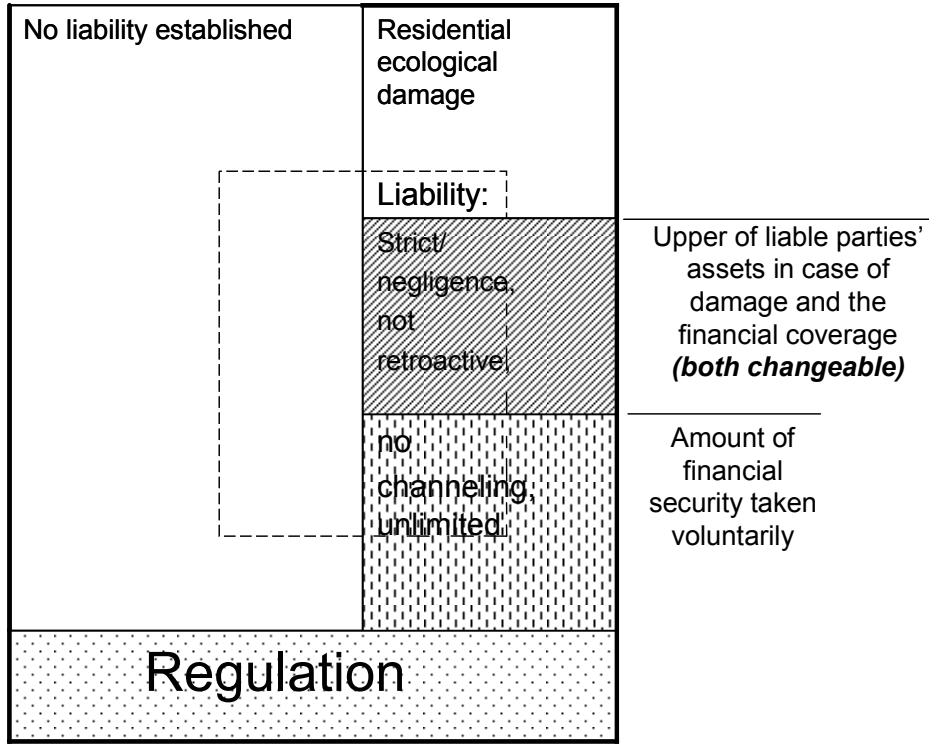 No liability established
Residential
ecological
damage
Liability:
Strict/
negligence,
not
retroactive,
no
channeling,
unlimited
Upper of liable parties’
assets in case of
damage and the
financial coverage
(both changeable)
Amount of
financial
security taken
voluntarily
Regulation